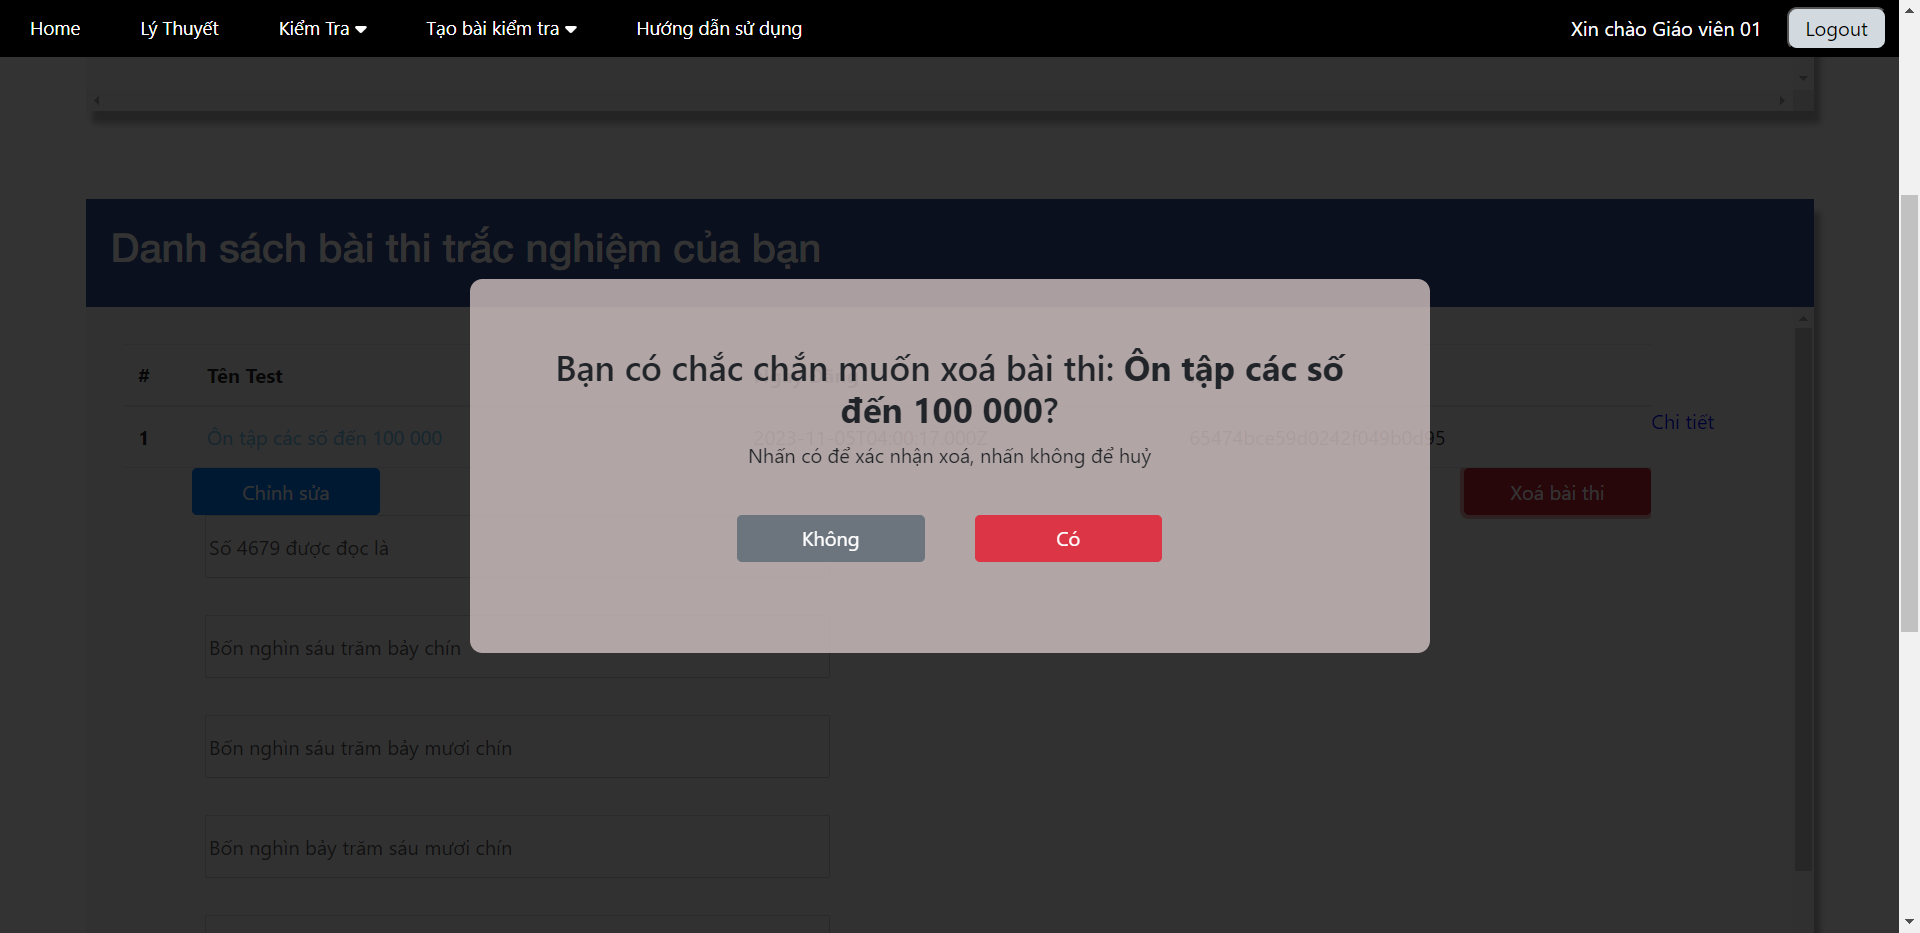 Home Lý Thuyết Kiểm Tra Tạo bài kiểm tra Hướng dẫn sử dụng Xin chào Giáo viên 01 Logout
Danh sách bài thi trắc nghiệm của bạn
Bạn có chắc chắn muốn xoá bài thi: Ôn tập các số
đến 100 000?
Nhấn có để xác nhận xoá, nhấn không để huỷ
Không Có
# Tên Test
1 Ôn tập các số đến 100 000 2023-11-05T04:00:17.000Z 65474bce59d0242f049b0d95 Chi tiết
Chỉnh sửa Xoá bài thi
Số 4679 được đọc là
Bốn nghìn sáu trăm bảy chín
Bốn nghìn sáu trăm bảy mươi chín
Bốn nghìn bảy trăm sáu mươi chín